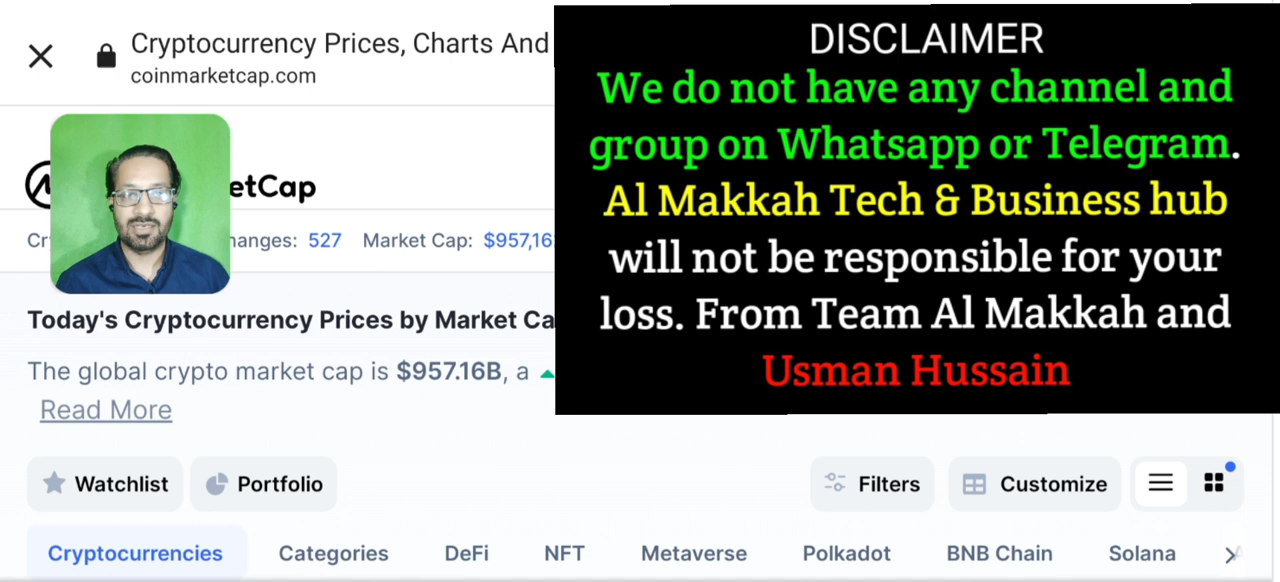 Cryptocurrency Prices, Charts And
coinmarketcap.com
etCap
hanges: 527 Market Cap: $957,16
Today's Cryptocurrency Prices by Market Ca
The global crypto market cap is $957.16B, a
Read More
Watchlist Portfolio Filters Customize
Cryptocurrencies Categories DeFi NFT Metaverse Polkadot BNB Chain Solana
DISCLAIMER
We do not have any channel and
group on Whatsapp or Telegram.
Al Makkah Tech & Business hub
will not be responsible for your
loss. From Team Al Makkah and
Usman Hussain